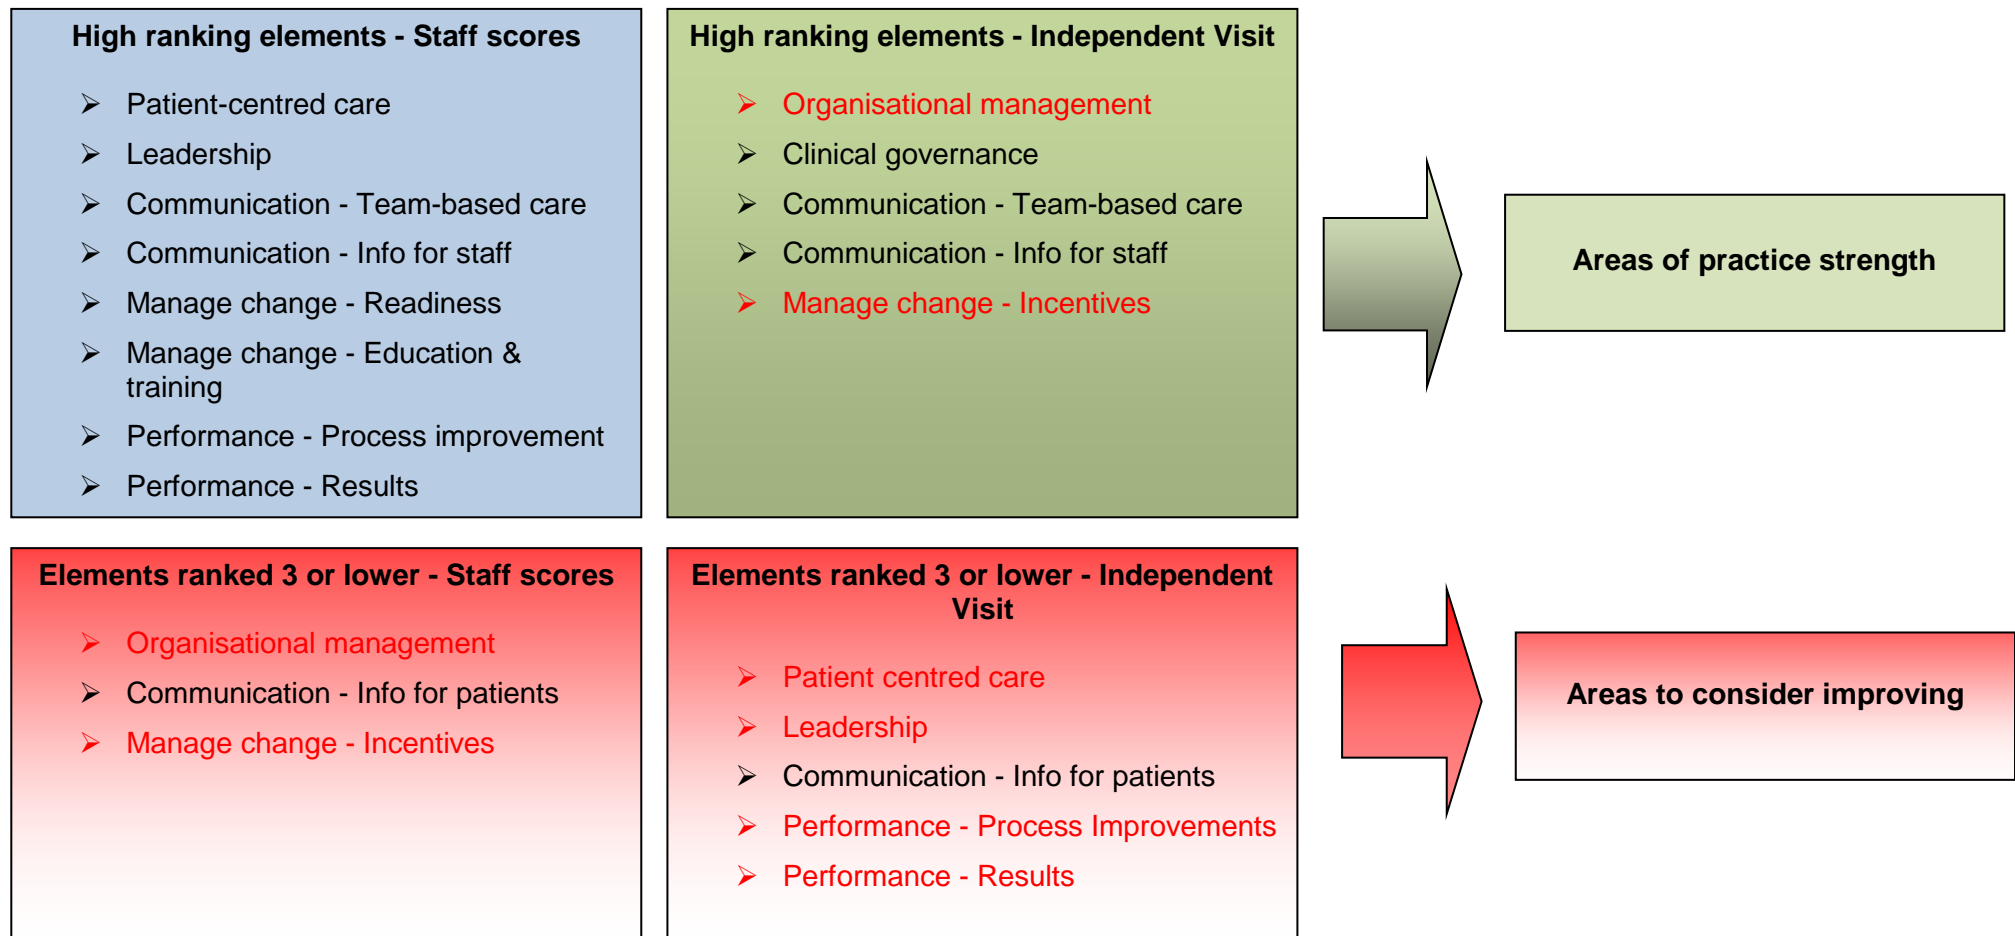 High ranking elements - Staff scores
➢ Patient-centred care
➢ Leadership
➢ Communication - Team-based care
➢ Communication - Info for staff
➢ Manage change - Readiness
➢ Manage change - Education &
training
➢ Performance - Process improvement
➢ Performance - Results
High ranking elements - Independent Visit
➢ Organisational management
➢ Clinical governance
➢ Communication - Team-based care
➢ Communication - Info for staff
➢ Manage change - Incentives
Areas of practice strength
Elements ranked 3 or lower - Staff scores
➢ Organisational management
➢ Communication - Info for patients
➢ Manage change - Incentives
Elements ranked 3 or lower - Independent
Visit
➢ Patient centred care
➢ Leadership
➢ Communication - Info for patients
➢ Performance - Process Improvements
➢ Performance - Results
Areas to consider improving